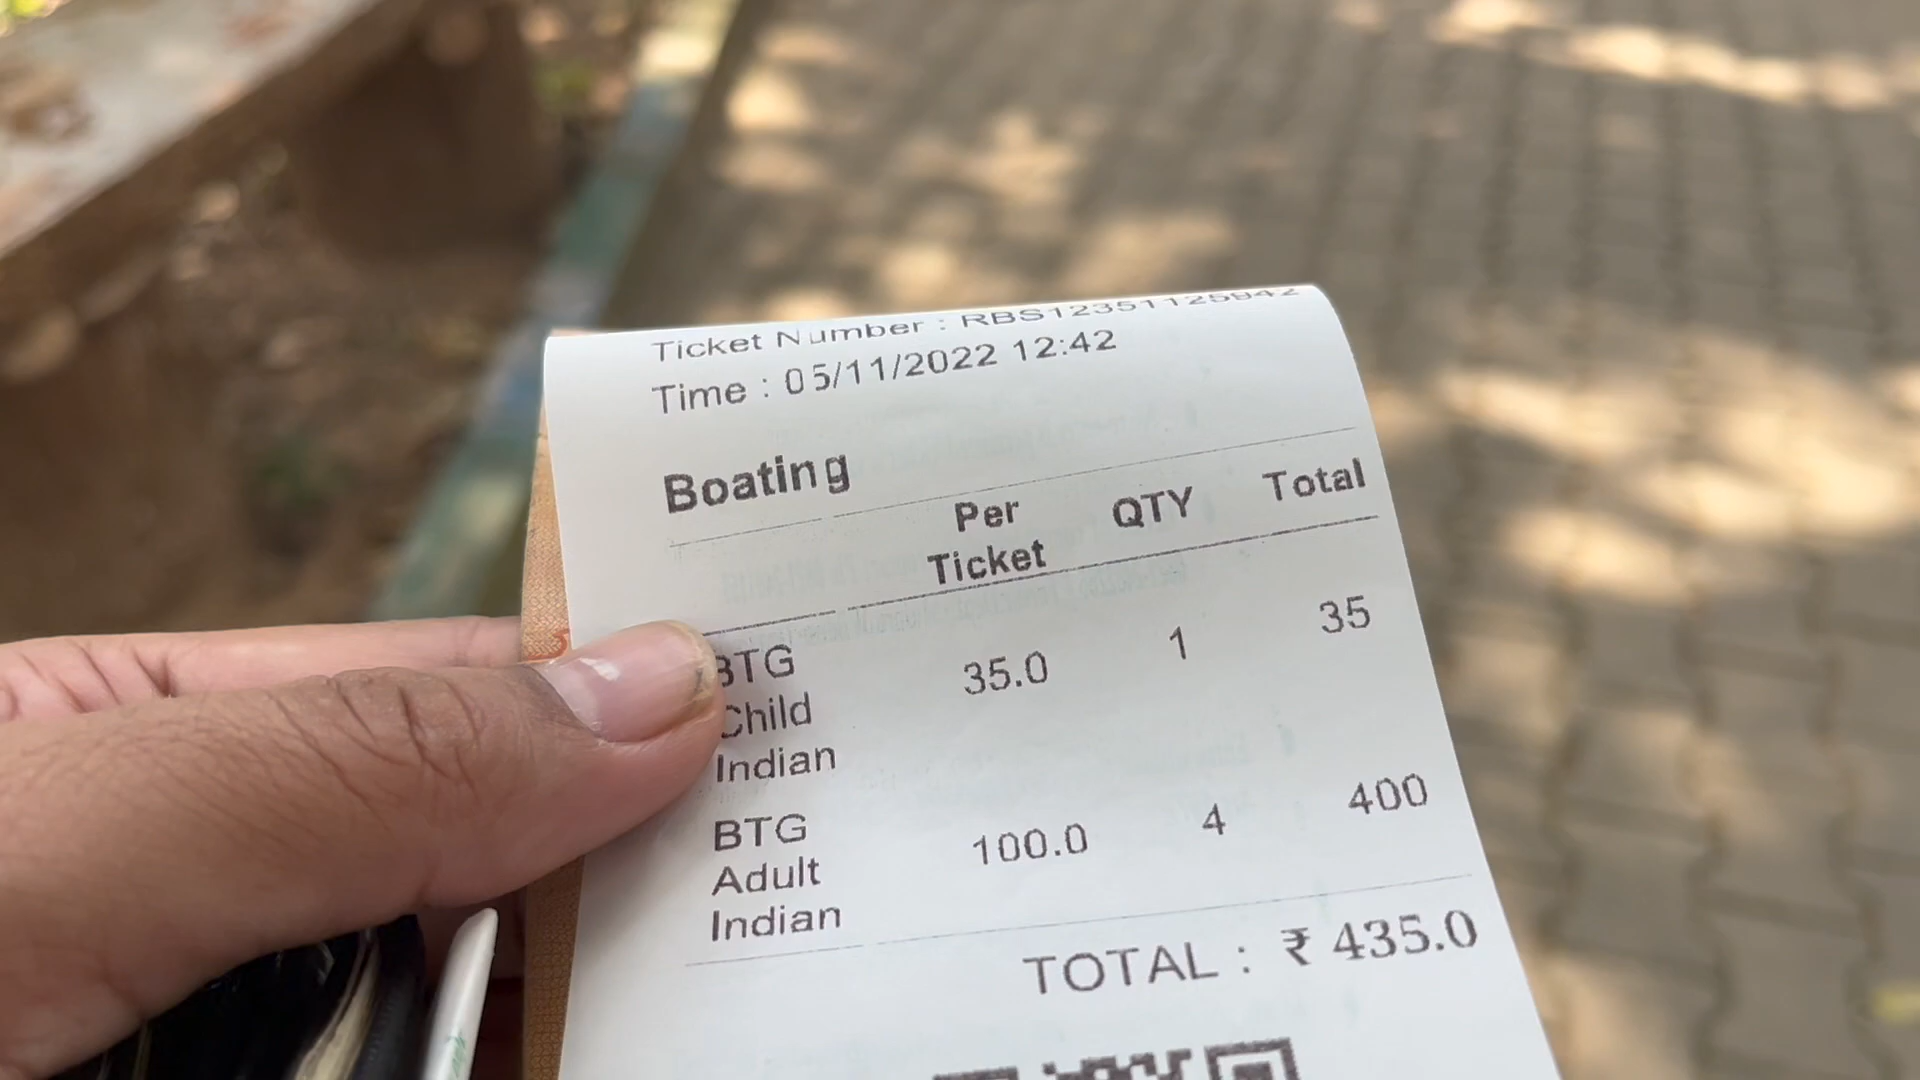 Ticket Number : RBS12351125942
Time : 05/11/2022 12:42
Boating
Per Ticket QTY Total
BTG Child Indian 35.0 1 35
BTG Adult Indian 100.0 4 400
TOTAL : ₹ 435.0